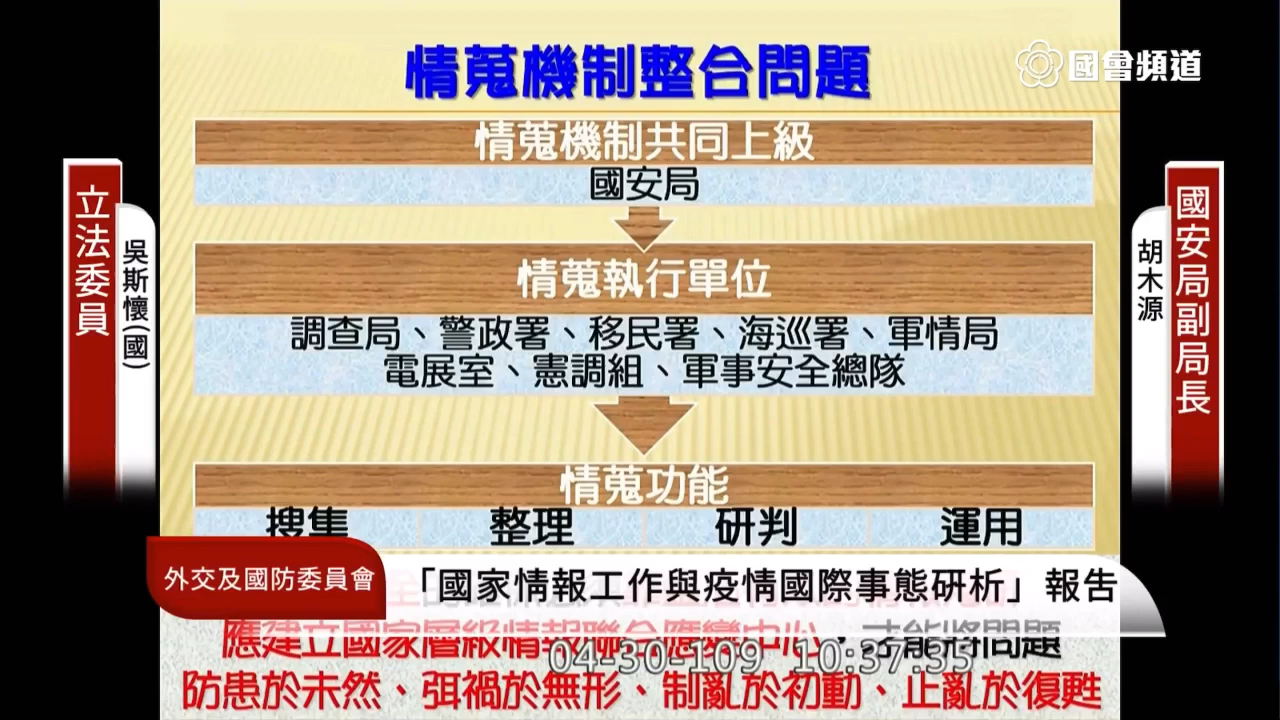 情蒐機制整合問題
國會頻道
情蒐機制共同上級
國安局
情蒐執行單位
調查局、警政署、移民署、海巡署、軍情局
電展室、憲調組、軍事安全總隊
情蒐功能
搜集 整理 研判 運用
立法委員
吳斯懷(國)
國安局副局長
胡木源
外交及國防委員會
「國家情報工作與疫情國際事態研析」報告
應建立國家層級情報聯合應變中心，才能將問題
04-30-109 10:37:35
防患於未然、弭禍於無形、制亂於初動、止亂於復甦